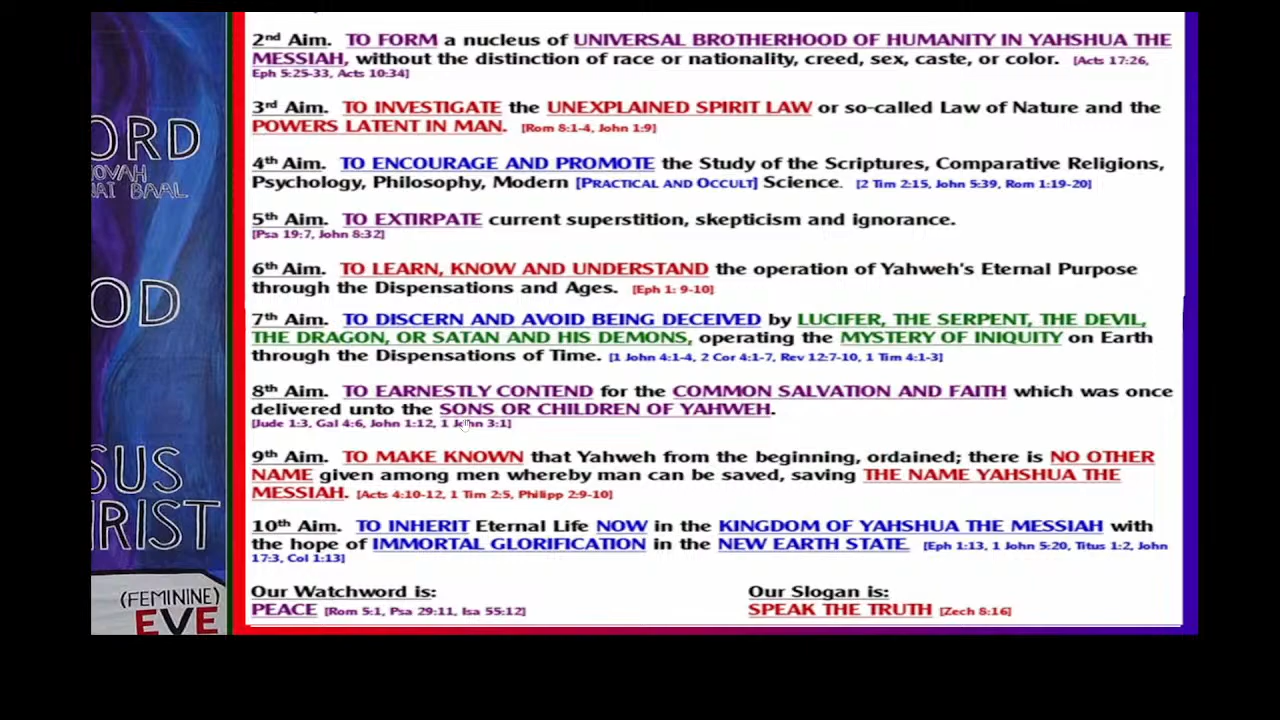 ORD
OVAH
AI BAAL
OD
SUS
RIST
(FEMININE)
EVE
2nd Aim. TO FORM a nucleus of UNIVERSAL BROTHERHOOD OF HUMANITY IN YAHSHUA THE
MESSIAH, without the distinction of race or nationality, creed, sex, caste, or color. [Acts 17:26,
Eph 5:25-33, Acts 10:34]
3rd Aim. TO INVESTIGATE the UNEXPLAINED SPIRIT LAW or so-called Law of Nature and the
POWERS LATENT IN MAN. [Rom 8:1-4, John 1:9]
4th Aim. TO ENCOURAGE AND PROMOTE the Study of the Scriptures, Comparative Religions,
Psychology, Philosophy, Modern [PRACTICAL AND OCCULT] Science. [2 Tim 2:15, John 5:39, Rom 1:19-20]
5th Aim. TO EXTIRPATE current superstition, skepticism and ignorance.
[Psa 19:7, John 8:32]
6th Aim. TO LEARN, KNOW AND UNDERSTAND the operation of Yahweh's Eternal Purpose
through the Dispensations and Ages. [Eph 1: 9-10]
7th Aim. TO DISCERN AND AVOID BEING DECEIVED by LUCIFER, THE SERPENT, THE DEVIL,
THE DRAGON, OR SATAN AND HIS DEMONS, operating the MYSTERY OF INIQUITY on Earth
through the Dispensations of Time. [1 John 4:1-4, 2 Cor 4:1-7, Rev 12:7-10, 1 Tim 4:1-3]
8th Aim. TO EARNESTLY CONTEND for the COMMON SALVATION AND FAITH which was once
delivered unto the SONS OR CHILDREN OF YAHWEH.
[Jude 1:3, Gal 4:6, John 1:12, 1 John 3:1]
9th Aim. TO MAKE KNOWN that Yahweh from the beginning, ordained; there is NO OTHER
NAME given among men whereby man can be saved, saving THE NAME YAHSHUA THE
MESSIAH. [Acts 4:10-12, 1 Tim 2:5, Philipp 2:9-10]
10th Aim. TO INHERIT Eternal Life NOW in the KINGDOM OF YAHSHUA THE MESSIAH with
the hope of IMMORTAL GLORIFICATION in the NEW EARTH STATE [Eph 1:13, 1 John 5:20, Titus 1:2, John
17:3, Col 1:13]
Our Watchword is:
PEACE [Rom 5:1, Psa 29:11, Isa 55:12]
Our Slogan is:
SPEAK THE TRUTH [Zech 8:16]